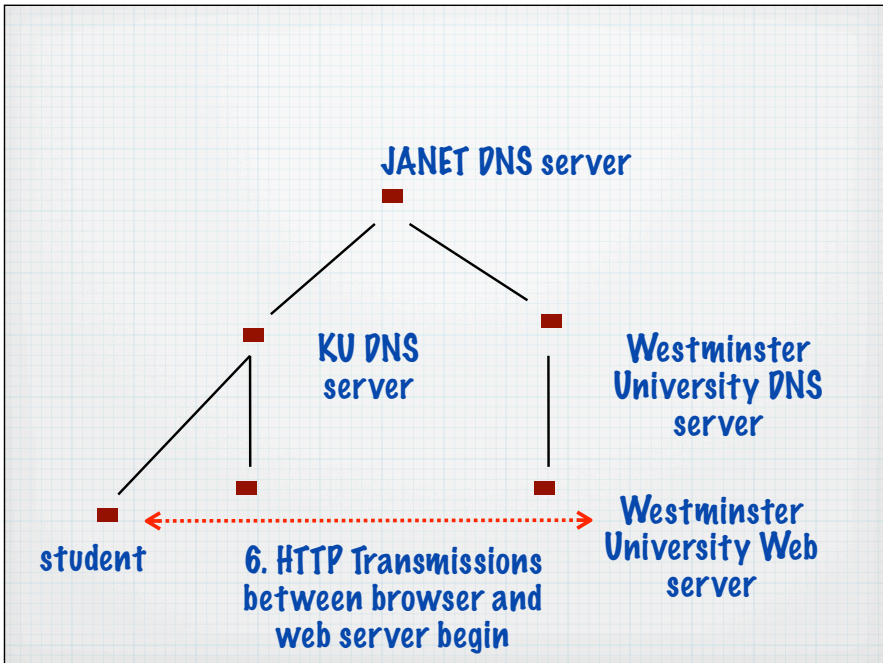 JANET DNS server
KU DNS
server
Westminster
University DNS
server
student
6. HTTP Transmissions
between browser and
web server begin
Westminster
University Web
server